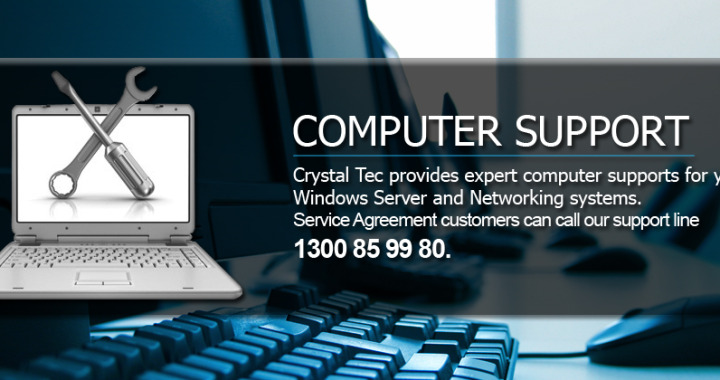 COMPUTER SUPPORT
Crystal Tec provides expert computer supports for
Windows Server and Networking systems.
Service Agreement customers can call our support line
1300 85 99 80.